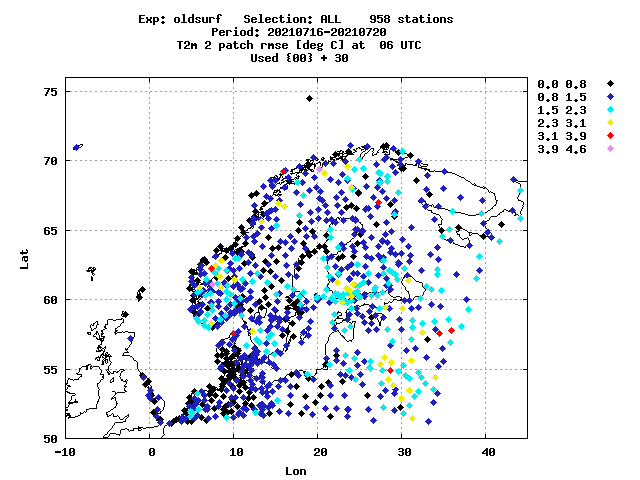 Exp: oldsurf   Selection: ALL    958 stations
Period: 20210716-20210720
T2m 2 patch rmse [deg C] at  06 UTC
Used {00} + 30
0.0 0.8
0.8 1.5
1.5 2.3
2.3 3.1
3.1 3.9
3.9 4.6
75
70
65
60
55
50
Lat
-10 0 10 20 30 40
Lon